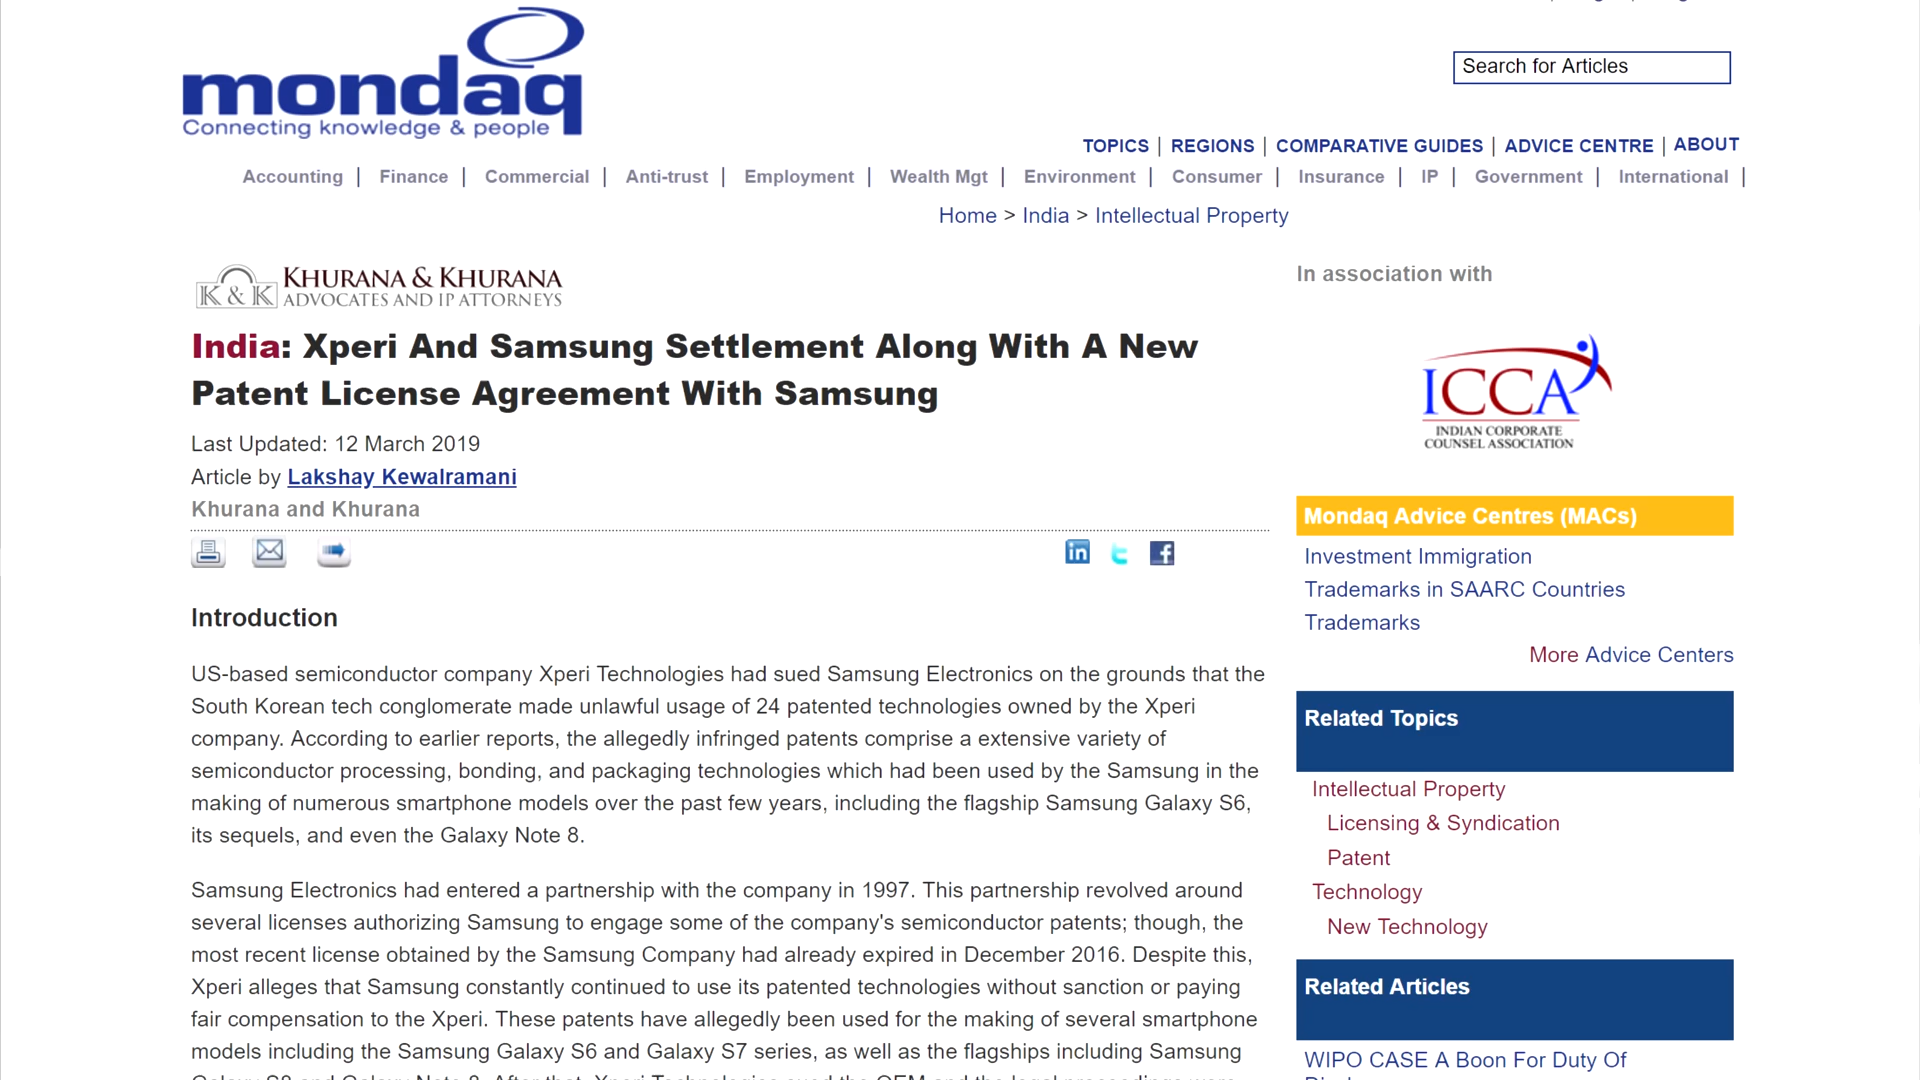 mondaq
Connecting knowledge & people
Search for Articles
TOPICS | REGIONS | COMPARATIVE GUIDES | ADVICE CENTRE | ABOUT
Accounting | Finance | Commercial | Anti-trust | Employment | Wealth Mgt | Environment | Consumer | Insurance | IP | Government | International |
Home > India > Intellectual Property
K & K KHURANA & KHURANA
ADVOCATES AND IP ATTORNEYS
India: Xperi And Samsung Settlement Along With A New
Patent License Agreement With Samsung
Last Updated: 12 March 2019
Article by Lakshay Kewalramani
Khurana and Khurana
in
f
Introduction
US-based semiconductor company Xperi Technologies had sued Samsung Electronics on the grounds that the
South Korean tech conglomerate made unlawful usage of 24 patented technologies owned by the Xperi
company. According to earlier reports, the allegedly infringed patents comprise a extensive variety of
semiconductor processing, bonding, and packaging technologies which had been used by the Samsung in the
making of numerous smartphone models over the past few years, including the flagship Samsung Galaxy S6,
its sequels, and even the Galaxy Note 8.
Samsung Electronics had entered a partnership with the company in 1997. This partnership revolved around
several licenses authorizing Samsung to engage some of the company's semiconductor patents; though, the
most recent license obtained by the Samsung Company had already expired in December 2016. Despite this,
Xperi alleges that Samsung constantly continued to use its patented technologies without sanction or paying
fair compensation to the Xperi. These patents have allegedly been used for the making of several smartphone
models including the Samsung Galaxy S6 and Galaxy S7 series, as well as the flagships including Samsung
In association with
ICCA
INDIAN CORPORATE
COUNSEL ASSOCIATION
Mondaq Advice Centres (MACs)
Investment Immigration
Trademarks in SAARC Countries
Trademarks
More Advice Centers
Related Topics
Intellectual Property
Licensing & Syndication
Patent
Technology
New Technology
Related Articles
WIPO CASE A Boon For Duty Of